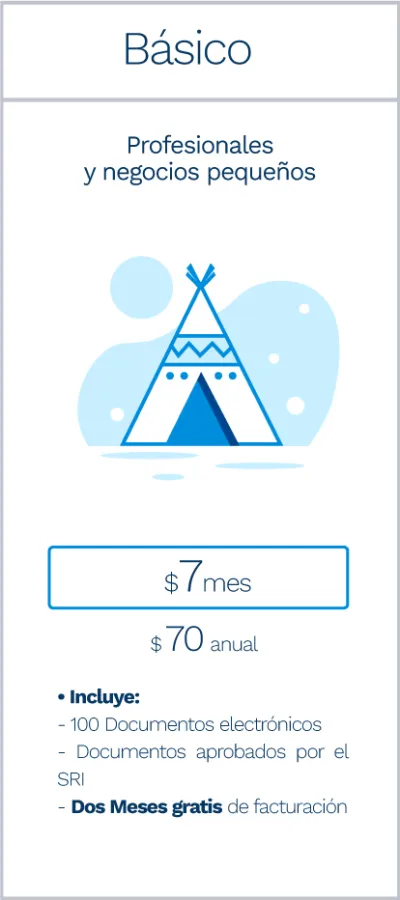 Básico
Profesionales
y negocios pequeños
$7mes
$ 70 anual
• Incluye:
- 100 Documentos electrónicos
- Documentos aprobados por el
SRI
- Dos Meses gratis de facturación